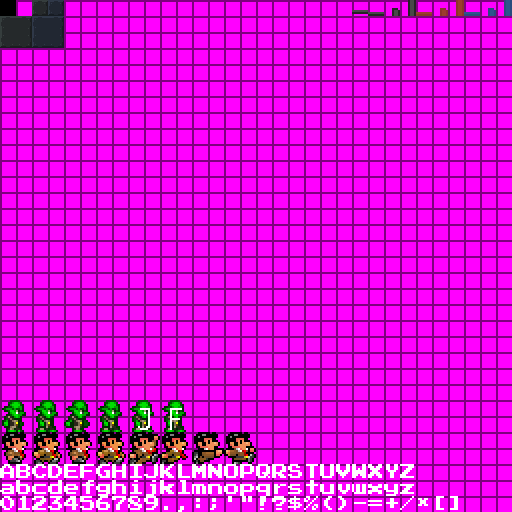 J F
ABCDEFGHIJKLMNOPQRSTUVWXYZ
abcdefghijklmnopqrstuvwxyz
0123456789.,:;'"!?$%()-=+/*[]